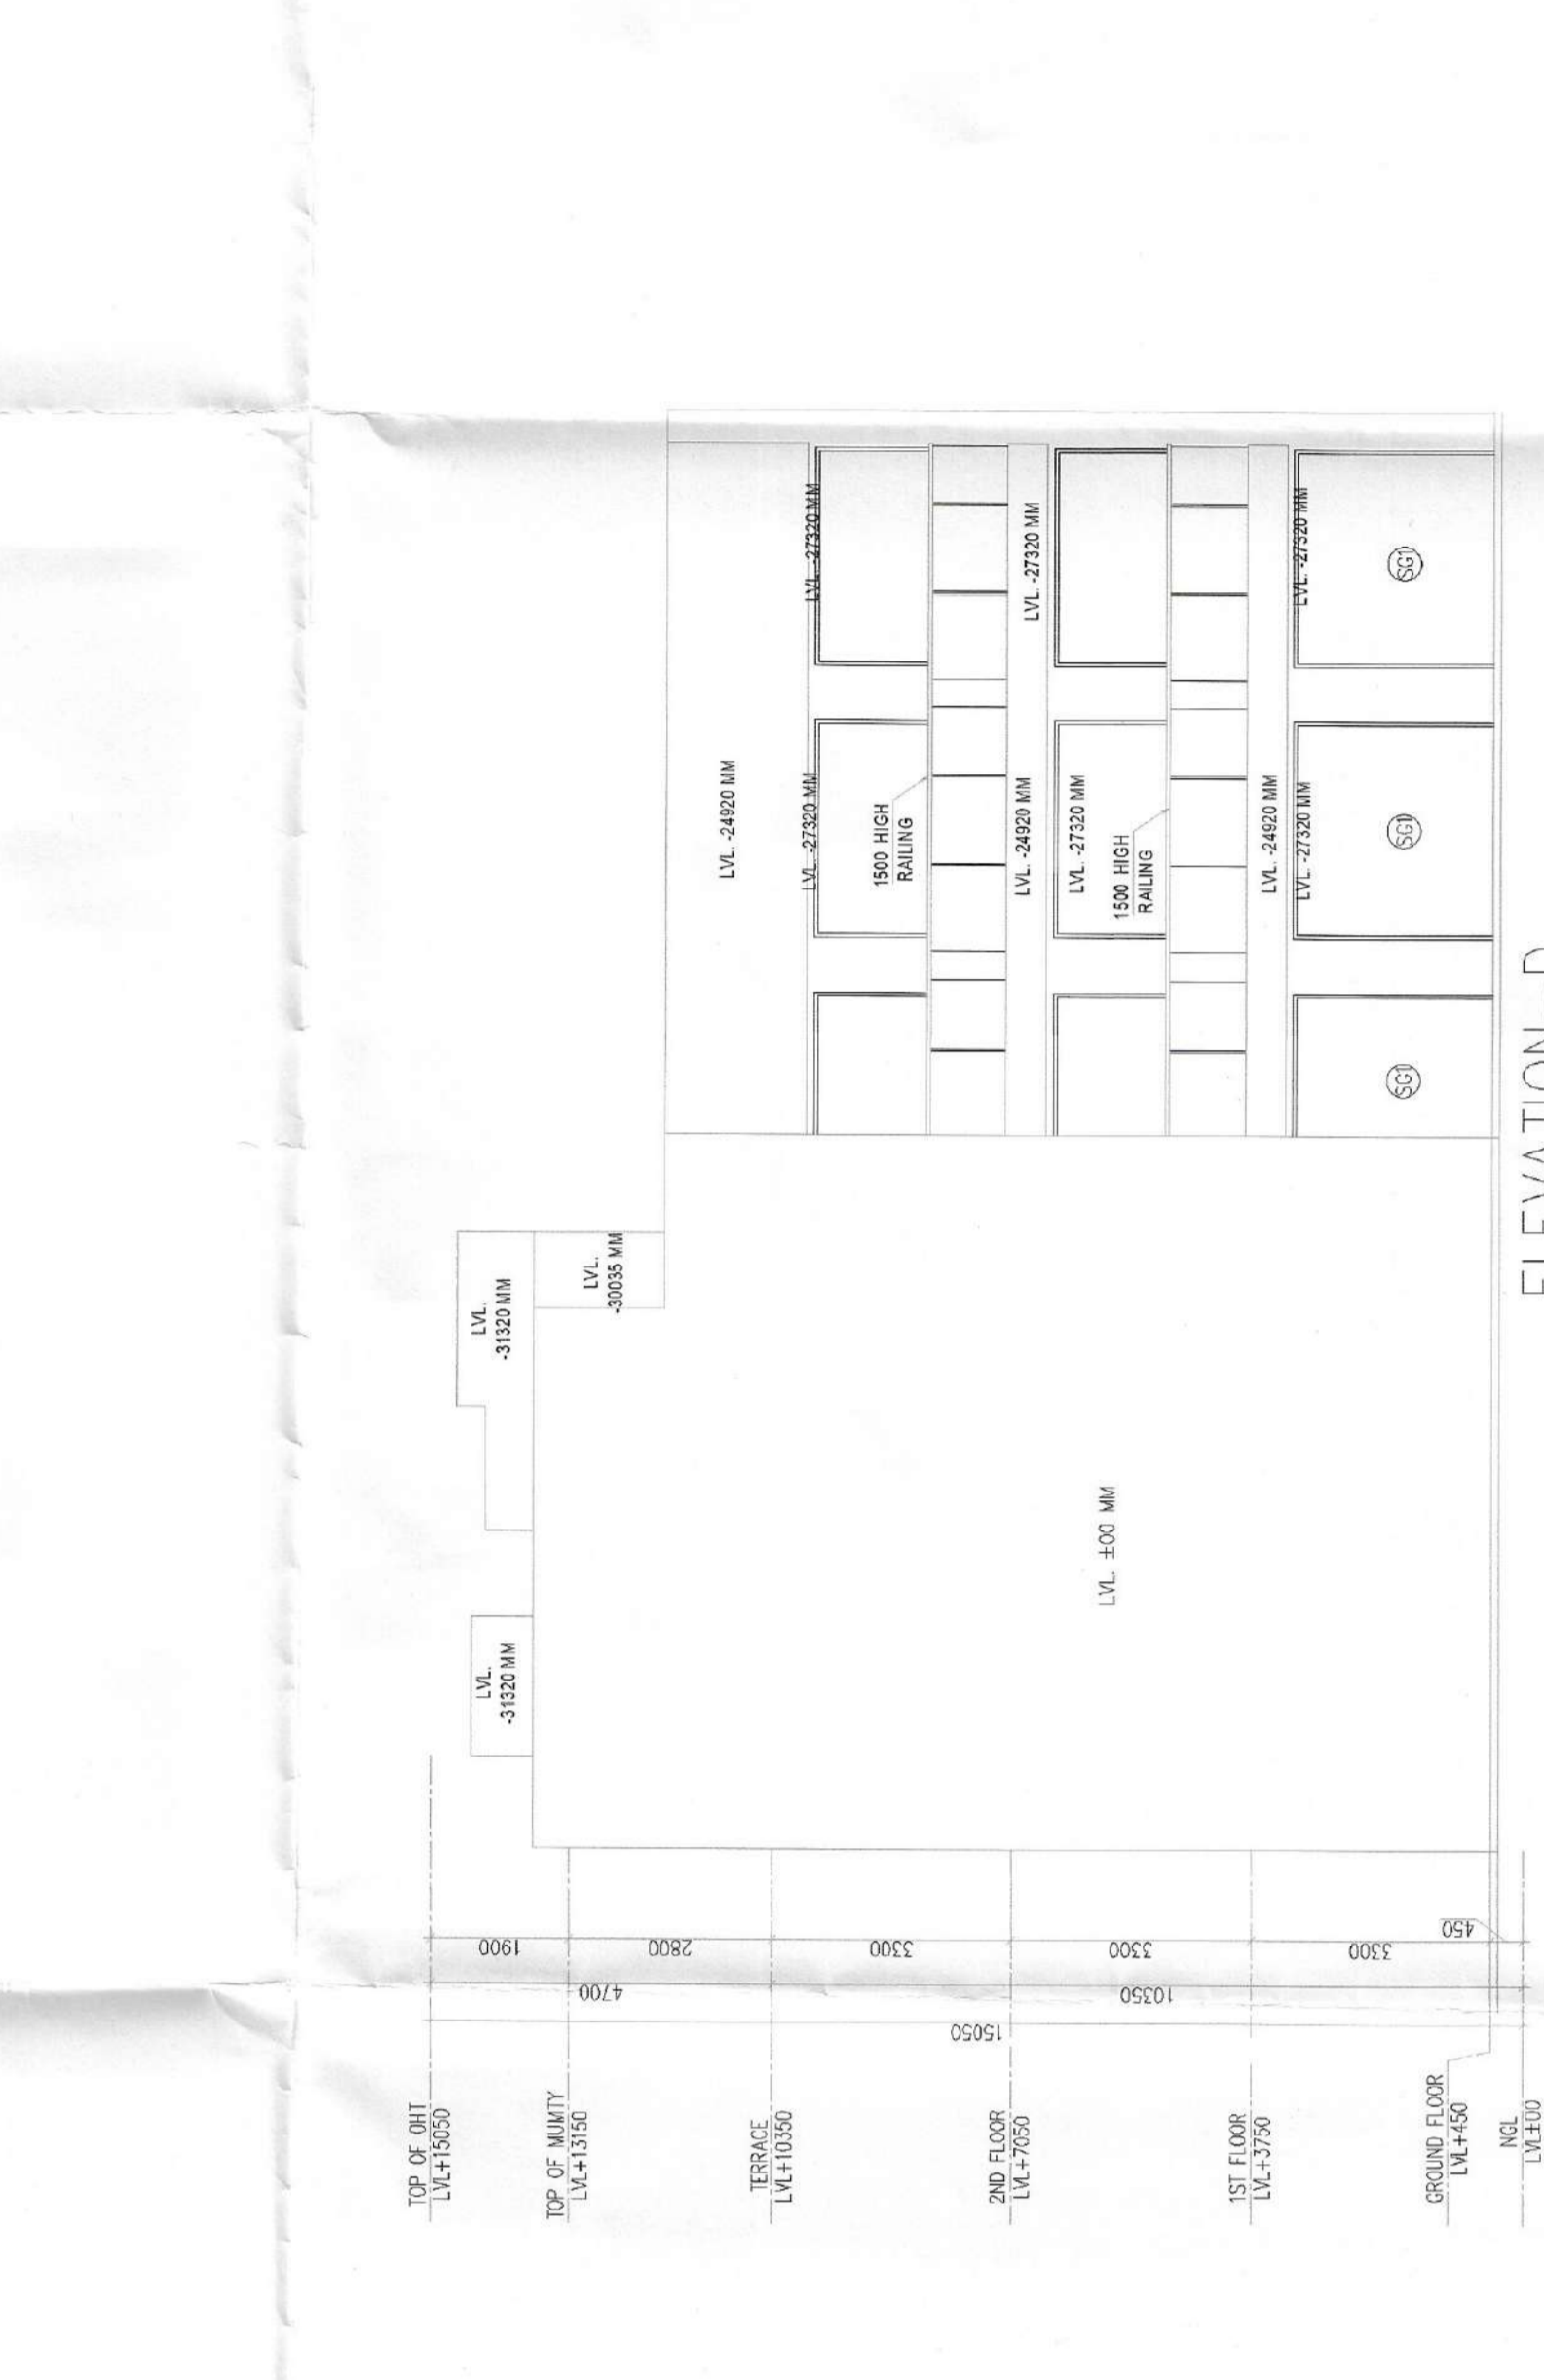 TOP OF OHT
LVL+15050
TOP OF MUMTY
LVL+13150
TERRACE
LVL+10350
2ND FLOOR
LVL+7050
1ST FLOOR
LVL+3750
GROUND FLOOR
LVL+450
NGL
LVL±00
15050
4700
10350
1900
2800
3300
3300
3300
450
LVL.
-31320 MM
LVL.
-31320 MM
LVL.
-30035 MM
LVL. ±00 MM
LVL. -24920 MM
LVL. -27320 MM
LVL. -27320 MM
1500 HIGH
RAILING
LVL. -24920 MM
LVL. -27320 MM
LVL. -27320 MM
1500 HIGH
RAILING
LVL. -24920 MM
LVL. -27320 MM
LVL. -27320 MM
SG1
SG1
SG1
ELEVATION D